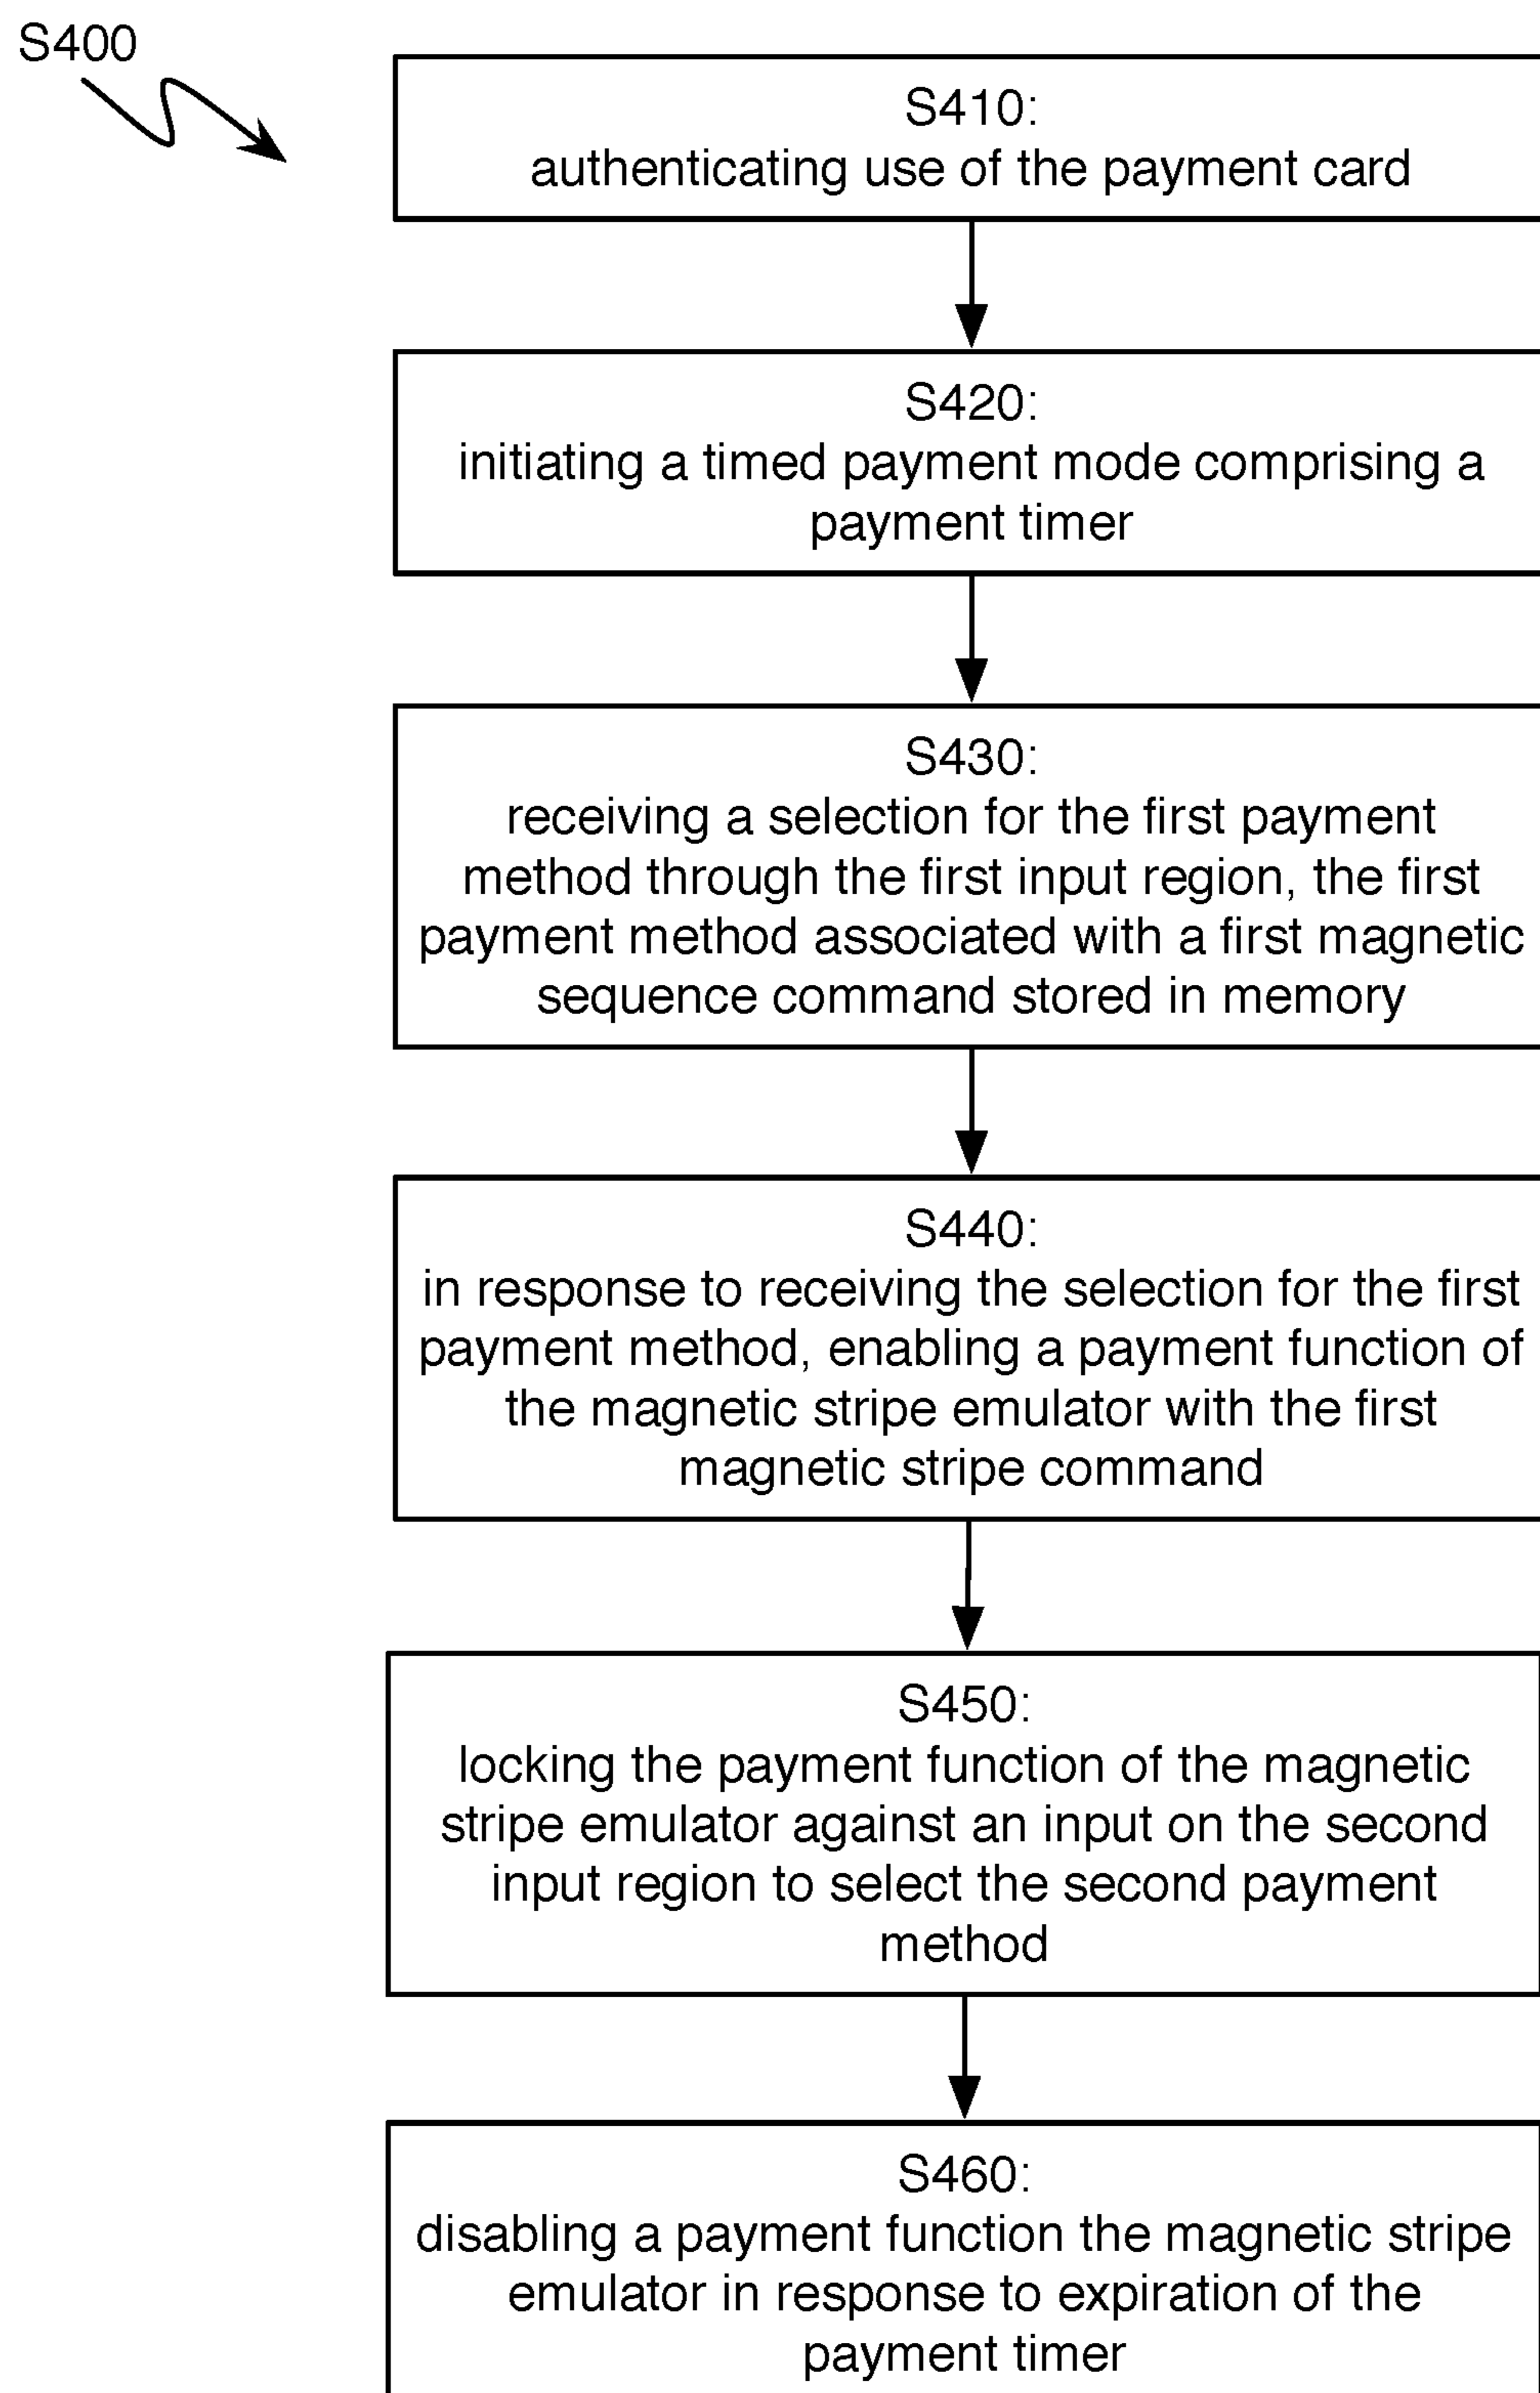 S400
S410:
authenticating use of the payment card
S420:
initiating a timed payment mode comprising a
payment timer
S430:
receiving a selection for the first payment
method through the first input region, the first
payment method associated with a first magnetic
sequence command stored in memory
S440:
in response to receiving the selection for the first
payment method, enabling a payment function of
the magnetic stripe emulator with the first
magnetic stripe command
S450:
locking the payment function of the magnetic
stripe emulator against an input on the second
input region to select the second payment
method
S460:
disabling a payment function the magnetic stripe
emulator in response to expiration of the
payment timer